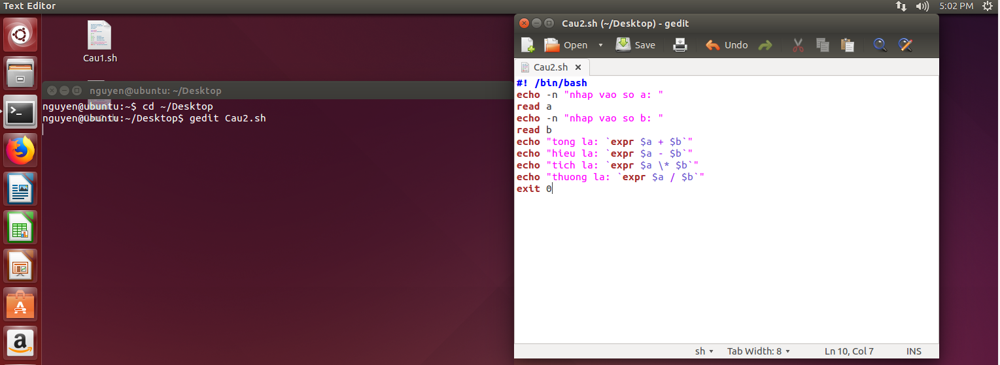 Text Editor
5:02 PM
Cau1.sh
nguyen@ubuntu: ~/Desktop
nguyen@ubuntu:~$ cd ~/Desktop
nguyen@ubuntu:~/Desktop$ gedit Cau2.sh
Cau2.sh
Cau2.sh (~/Desktop) - gedit
Open
Save
Undo
Cau2.sh
#! /bin/bash
echo -n "nhap vao so a: "
read a
echo -n "nhap vao so b: "
read b
echo "tong la: `expr $a + $b`"
echo "hieu la: `expr $a - $b`"
echo "tich la: `expr $a \* $b`"
echo "thuong la: `expr $a / $b`"
exit 0
sh
Tab Width: 8
Ln 10, Col 7
INS